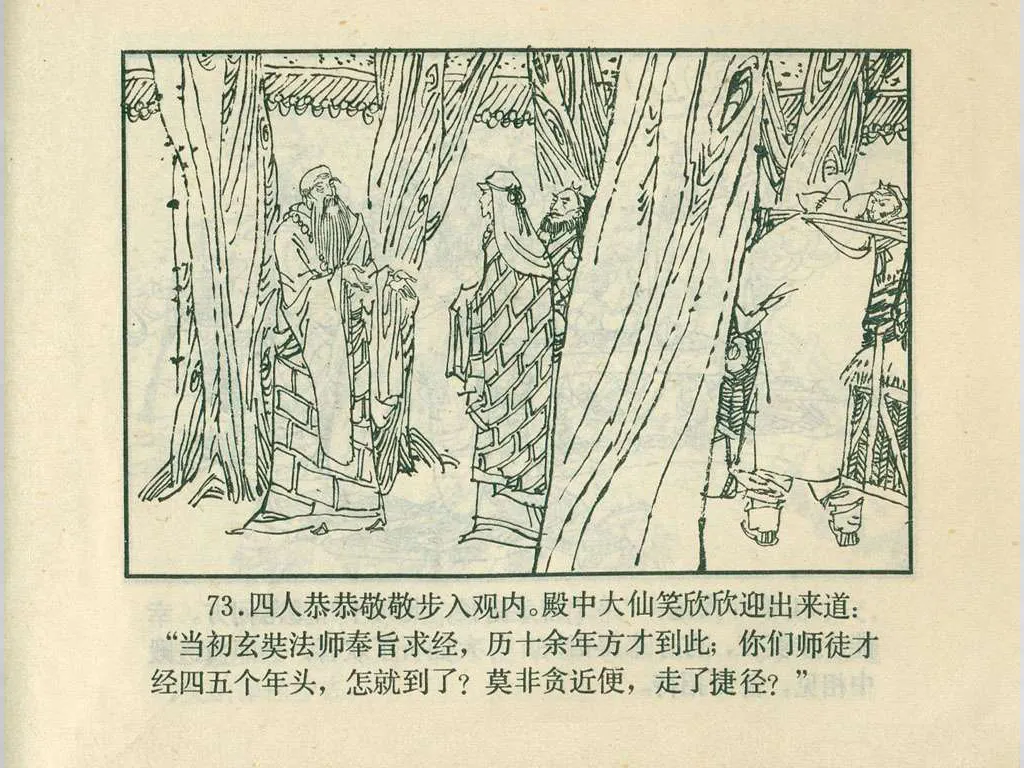 73.四人恭恭敬敬步入观内。殿中大仙笑欣欣迎出来道：
“当初玄奘法师奉旨求经，历十余年方才到此；你们师徒才
经四五个年头，怎就到了？莫非贪近便，走了捷径？”